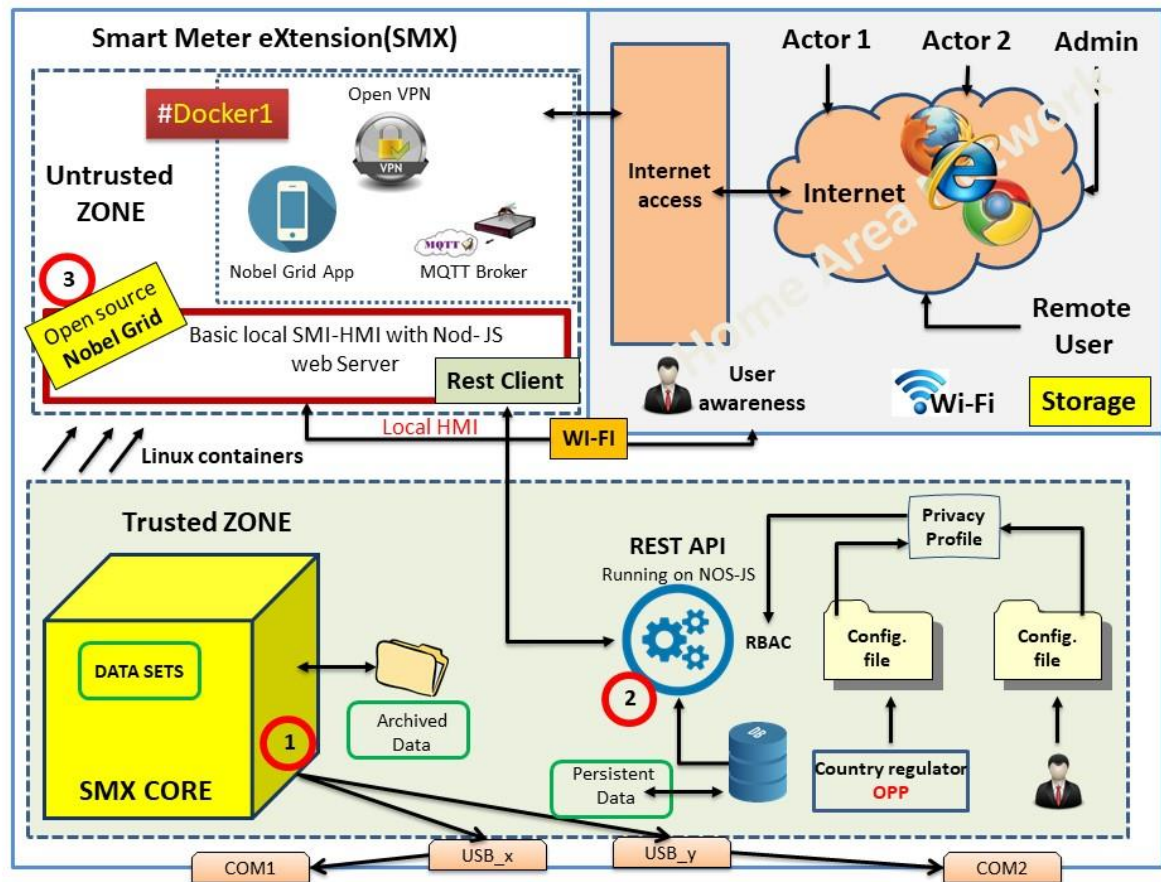 Smart Meter eXtension(SMX)
#Docker1
Open VPN
VPN
Untrusted
ZONE
Nobel Grid App
MQTT
MQTT Broker
3
Open source
Nobel Grid
Basic local SMI-HMI with Nod- JS
web Server
Rest Client
Actor 1
Actor 2
Admin
Internet
access
Internet
Home Area Network
Remote
User
User
awareness
Wi-Fi
Storage
Local HMI
WI-FI
Linux containers
Trusted ZONE
DATA SETS
1
SMX CORE
Archived
Data
REST API
Running on NOS-JS
RBAC
2
DB
Persistent
Data
Privacy
Profile
Config.
file
Config.
file
Country regulator
OPP
COM1
USB_x
USB_y
COM2